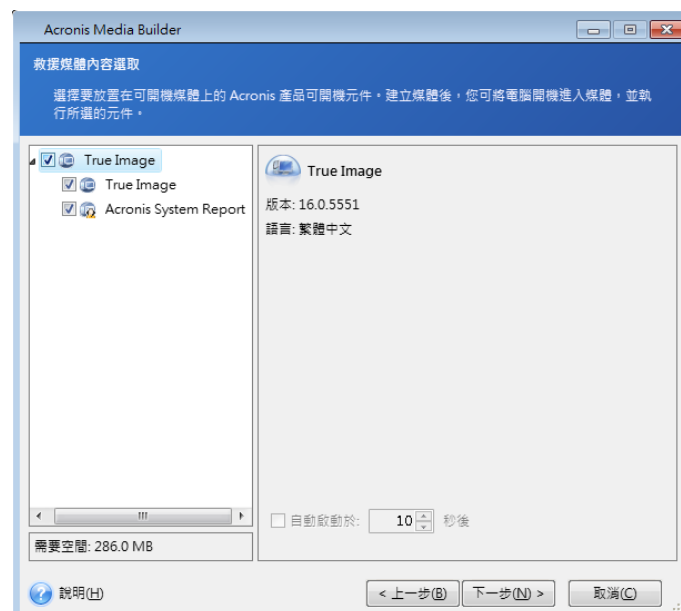 Acronis Media Builder
救援媒體內容選取
選擇要放置在可開機媒體上的 Acronis 產品可開機元件。建立媒體後，您可將電腦開機進入媒體，並執
行所選的元件。
True Image
True Image
Acronis System Report
True Image
版本: 16.0.5551
語言: 繁體中文
自動啟動於: 10 秒後
需要空間: 286.0 MB
說明(H)
< 上一步(B)
下一步(N) >
取消(C)